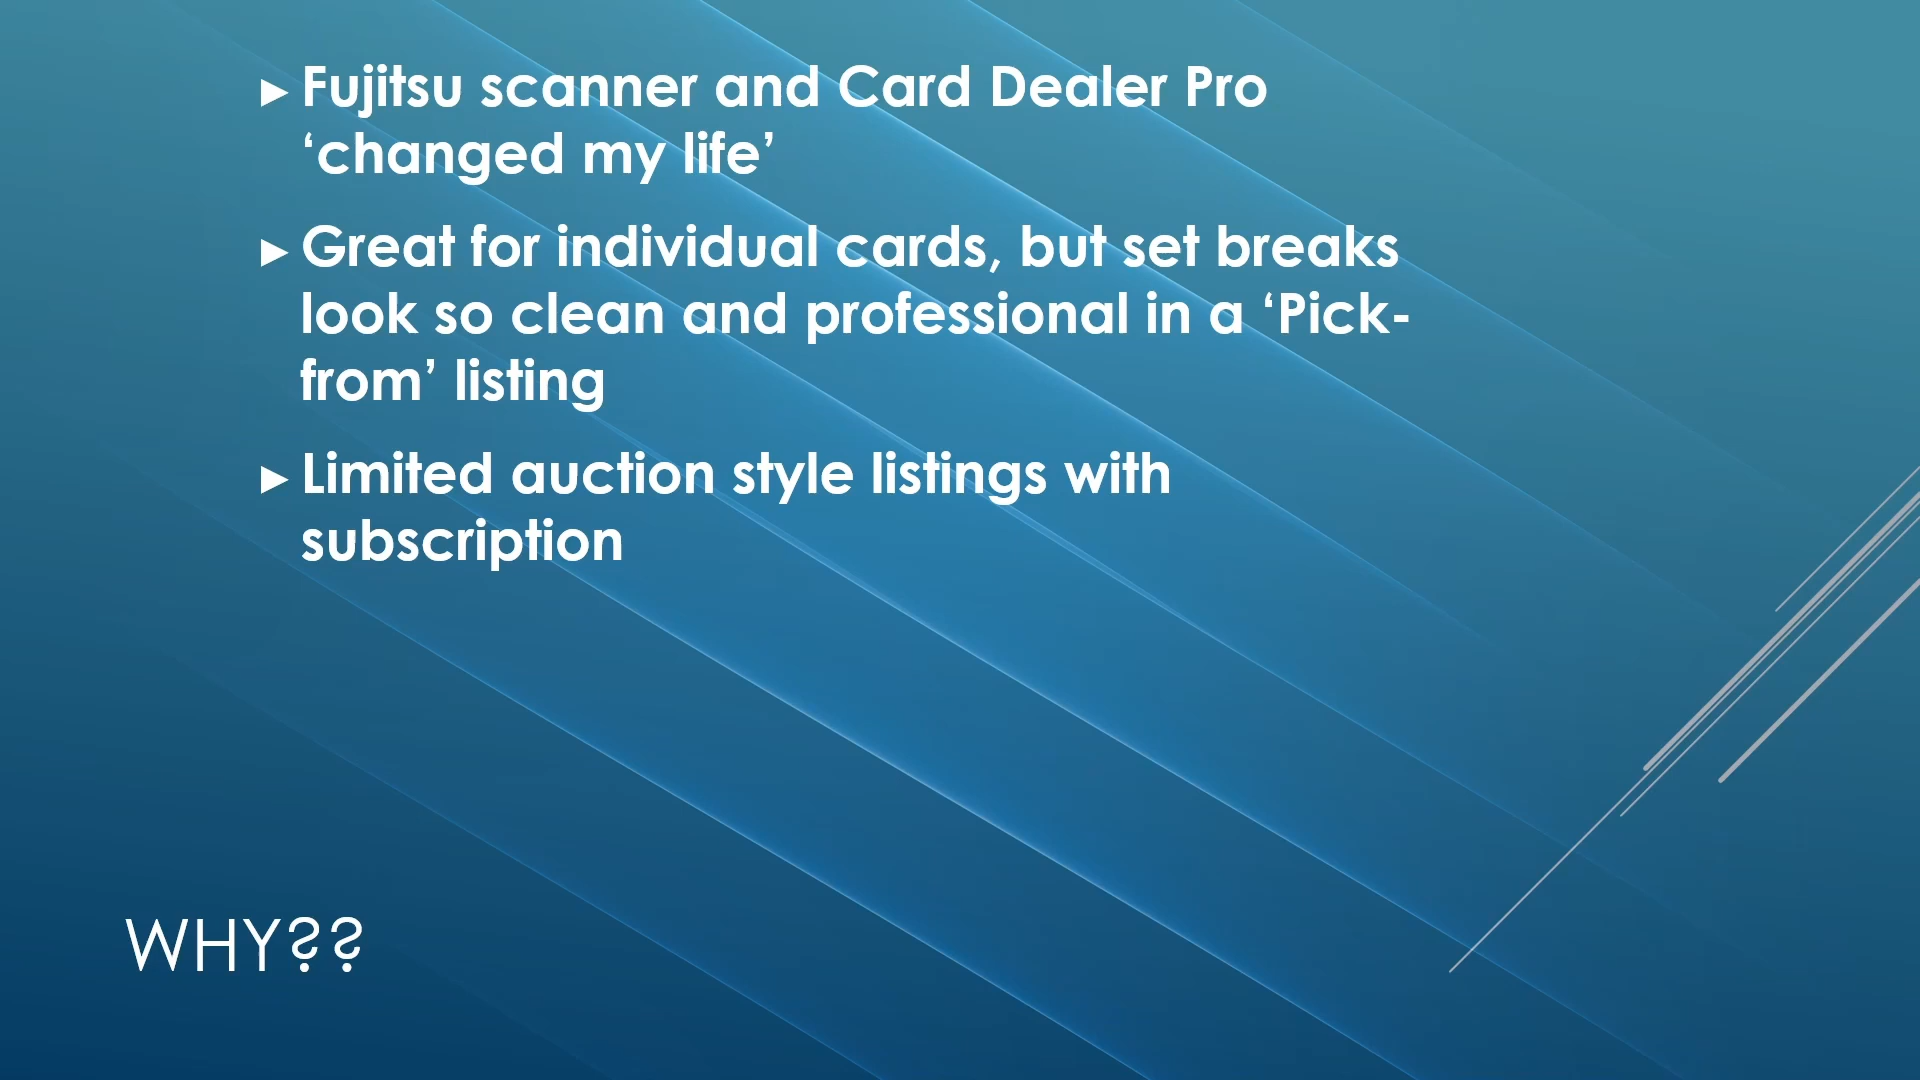 ► Fujitsu scanner and Card Dealer Pro
‘changed my life’
► Great for individual cards, but set breaks
look so clean and professional in a ‘Pick-
from’ listing
► Limited auction style listings with
subscription
WHY??